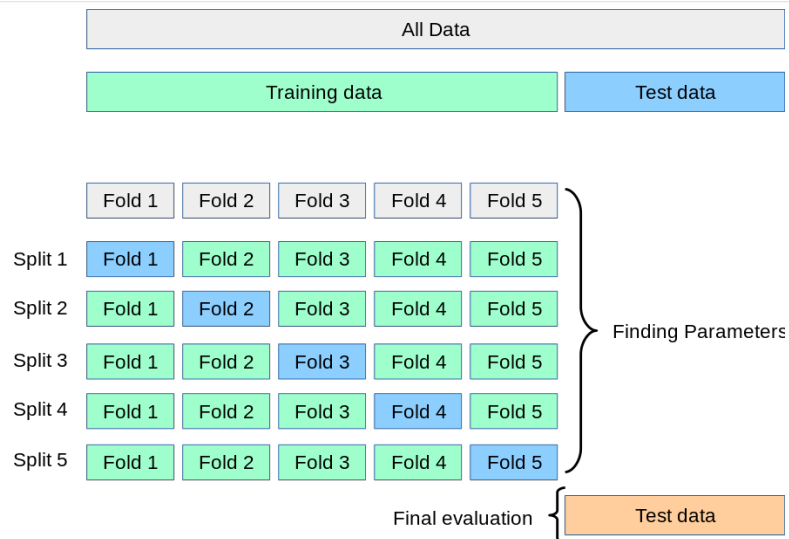 All Data
Training data Test data
Fold 1 Fold 2 Fold 3 Fold 4 Fold 5
Split 1 Fold 1 Fold 2 Fold 3 Fold 4 Fold 5
Split 2 Fold 1 Fold 2 Fold 3 Fold 4 Fold 5
Finding Parameters
Split 3 Fold 1 Fold 2 Fold 3 Fold 4 Fold 5
Split 4 Fold 1 Fold 2 Fold 3 Fold 4 Fold 5
Split 5 Fold 1 Fold 2 Fold 3 Fold 4 Fold 5
Final evaluation Test data